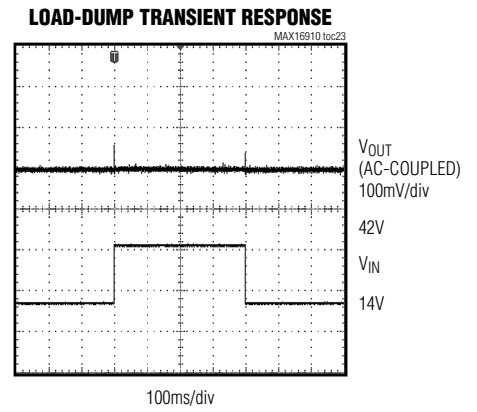 LOAD-DUMP TRANSIENT RESPONSE
MAX16910 toc23
T
VOUT
(AC-COUPLED)
100mV/div
42V
VIN
14V
100ms/div